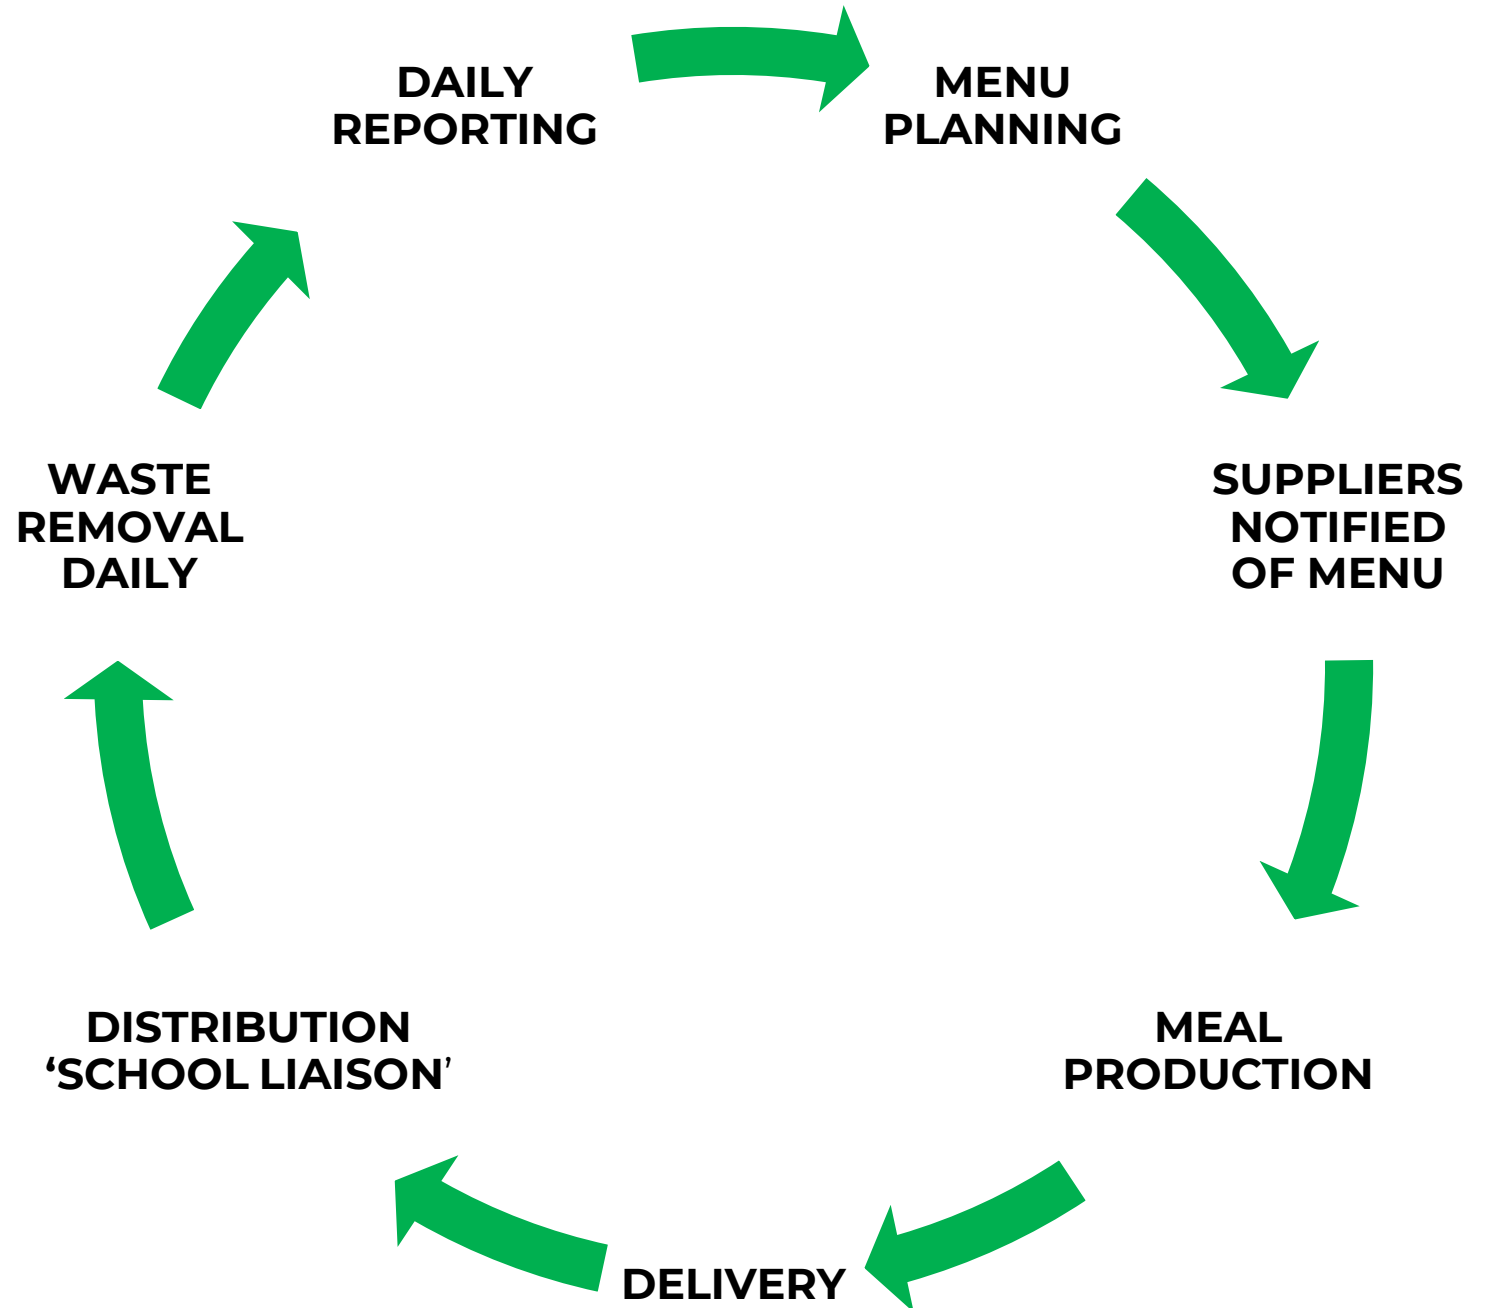 DAILY
REPORTING
MENU
PLANNING
SUPPLIERS
NOTIFIED
OF MENU
MEAL
PRODUCTION
DELIVERY
DISTRIBUTION
‘SCHOOL LIAISON’
WASTE
REMOVAL
DAILY